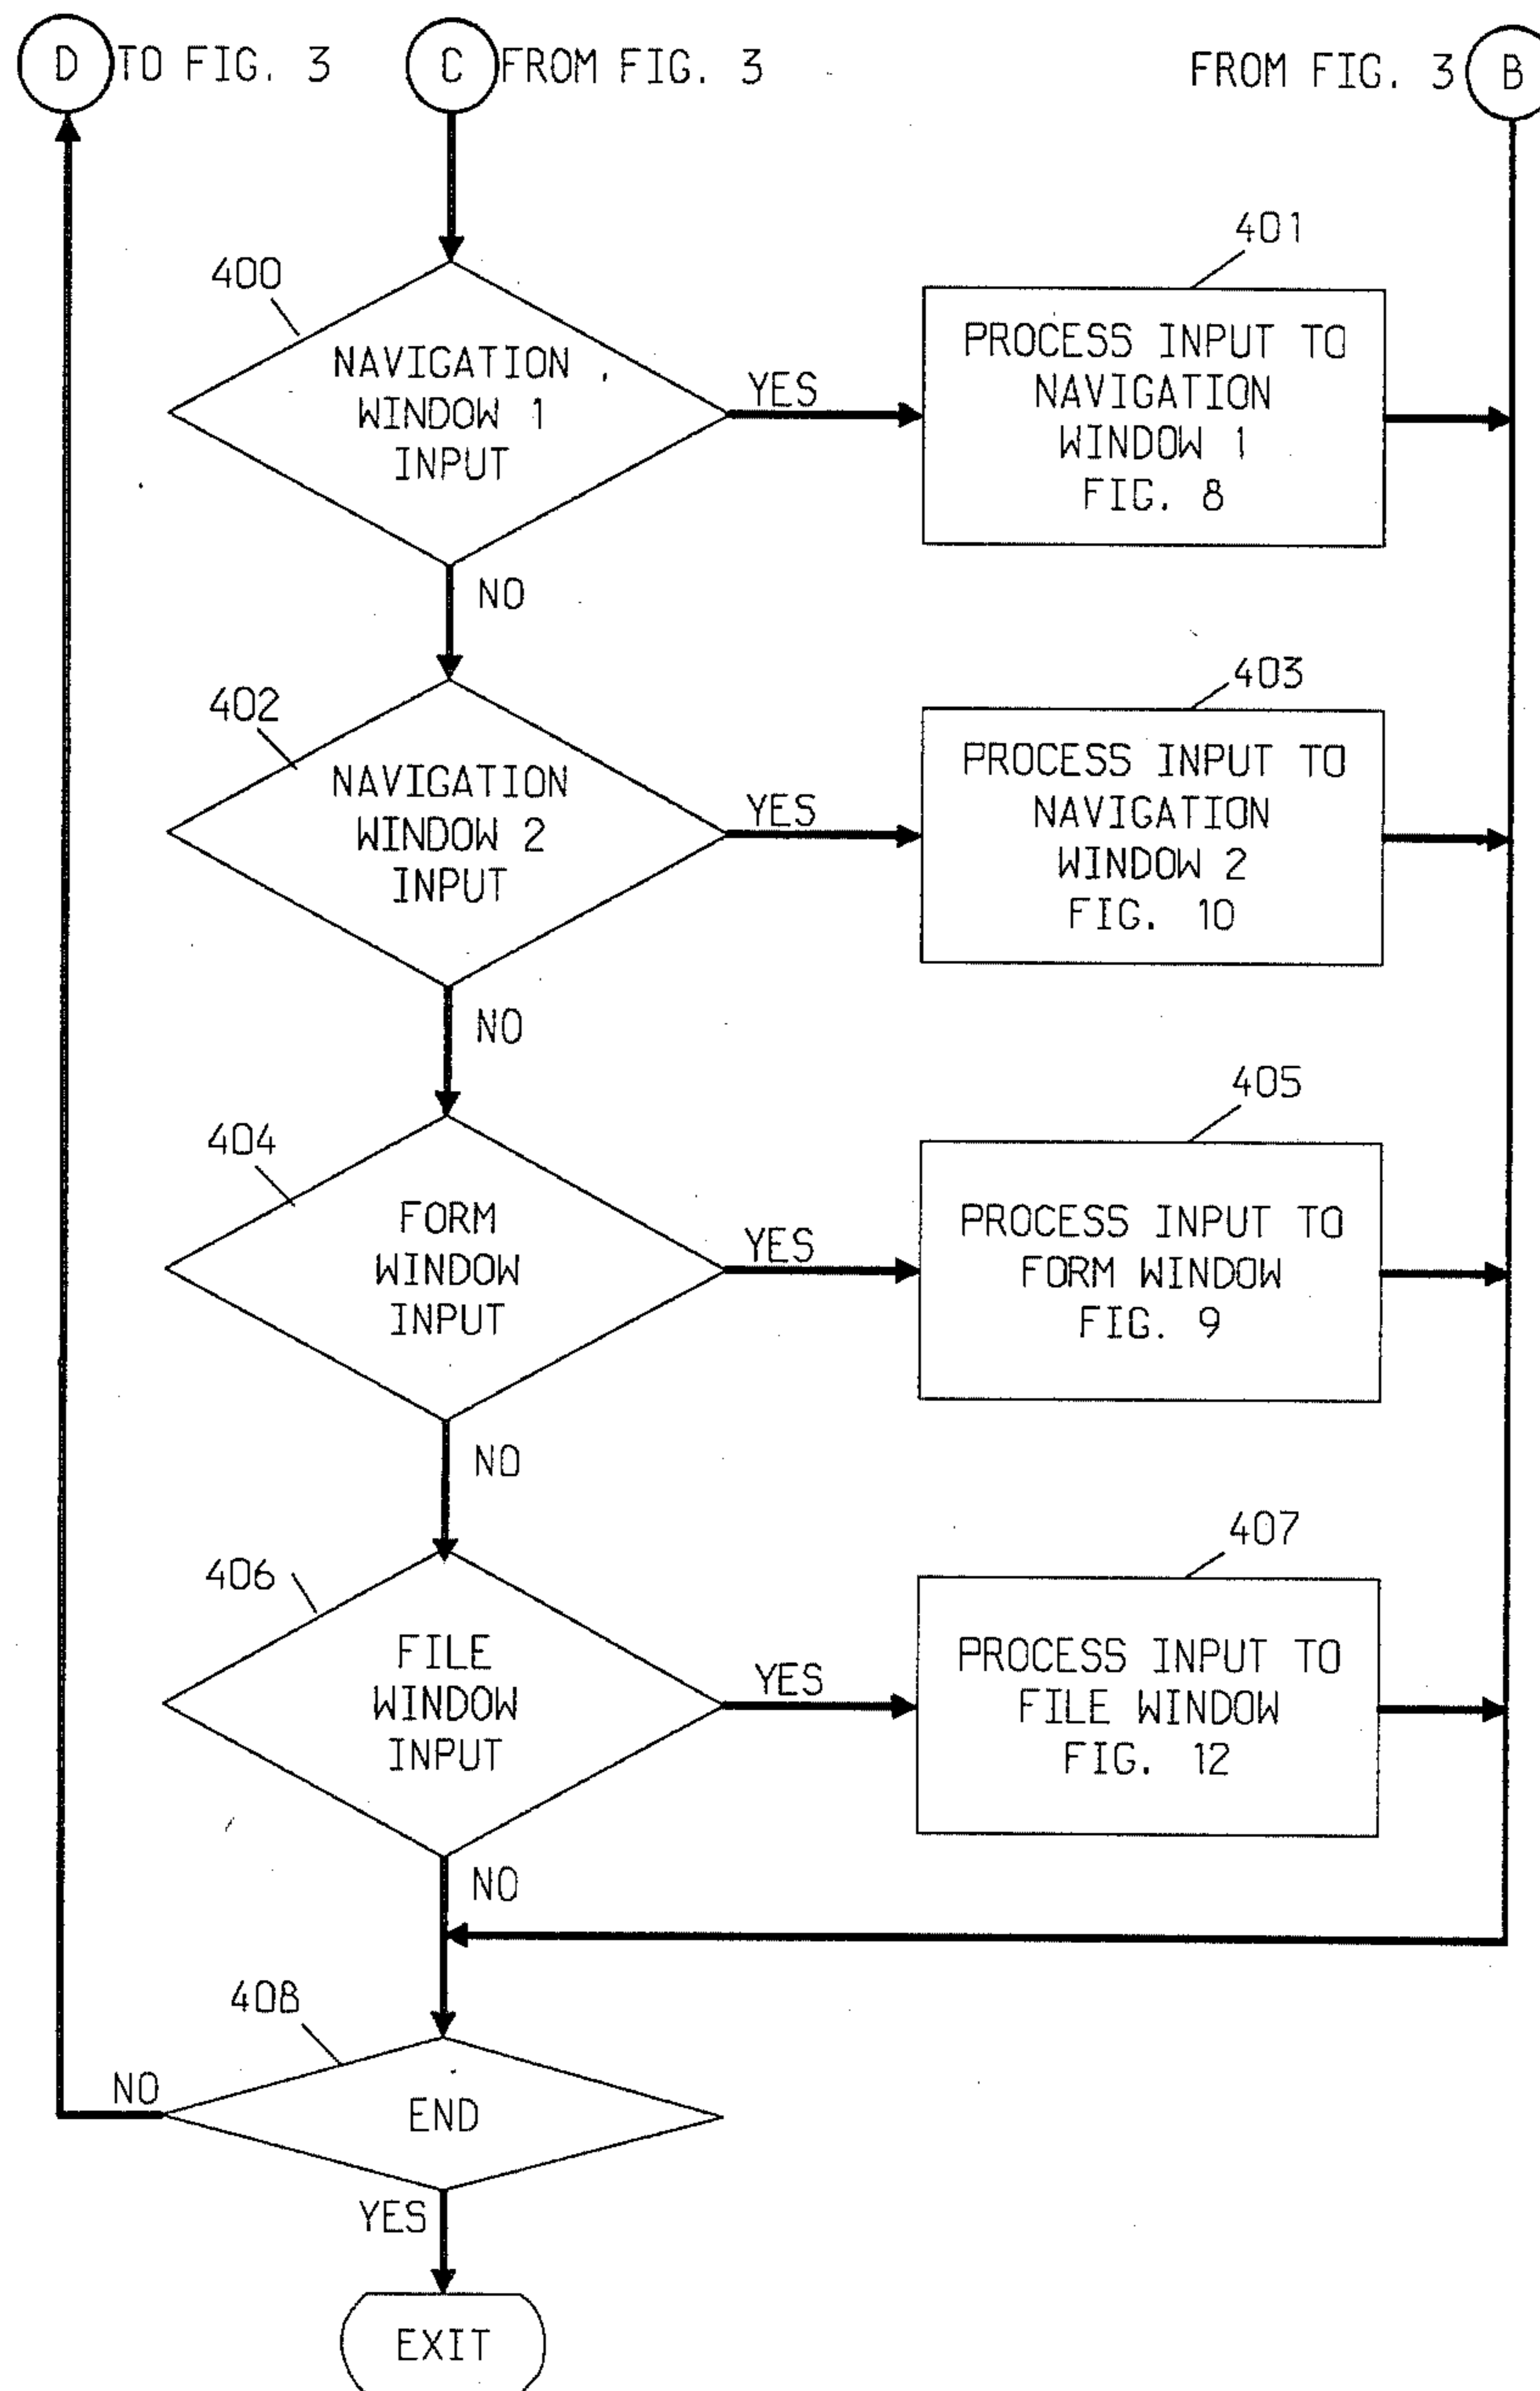 D TO FIG. 3
C FROM FIG. 3
FROM FIG. 3 B
400
NAVIGATION
WINDOW 1
INPUT
YES
401
PROCESS INPUT TO
NAVIGATION
WINDOW 1
FIG. 8
NO
402
NAVIGATION
WINDOW 2
INPUT
YES
403
PROCESS INPUT TO
NAVIGATION
WINDOW 2
FIG. 10
NO
404
FORM
WINDOW
INPUT
YES
405
PROCESS INPUT TO
FORM WINDOW
FIG. 9
NO
406
FILE
WINDOW
INPUT
YES
407
PROCESS INPUT TO
FILE WINDOW
FIG. 12
NO
408
NO
END
YES
EXIT